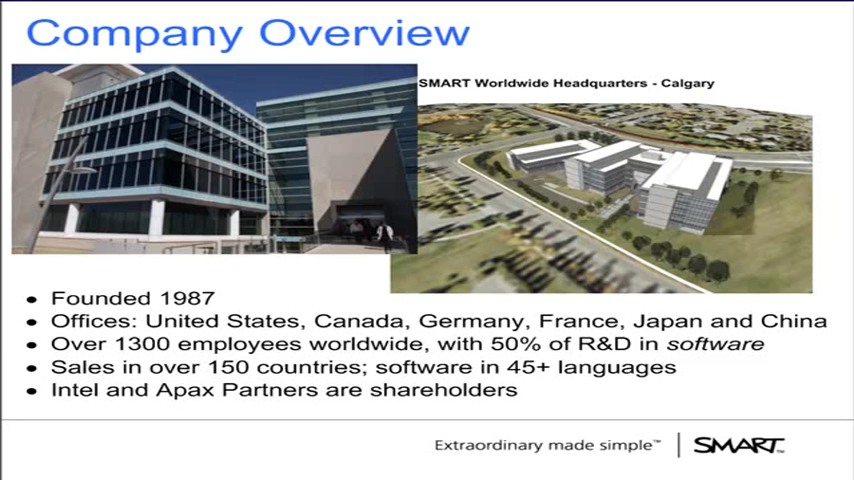 Company Overview
SMART Worldwide Headquarters - Calgary
• Founded 1987
• Offices: United States, Canada, Germany, France, Japan and China
• Over 1300 employees worldwide, with 50% of R&D in software
• Sales in over 150 countries; software in 45+ languages
• Intel and Apax Partners are shareholders
Extraordinary made simple™ | SMART™